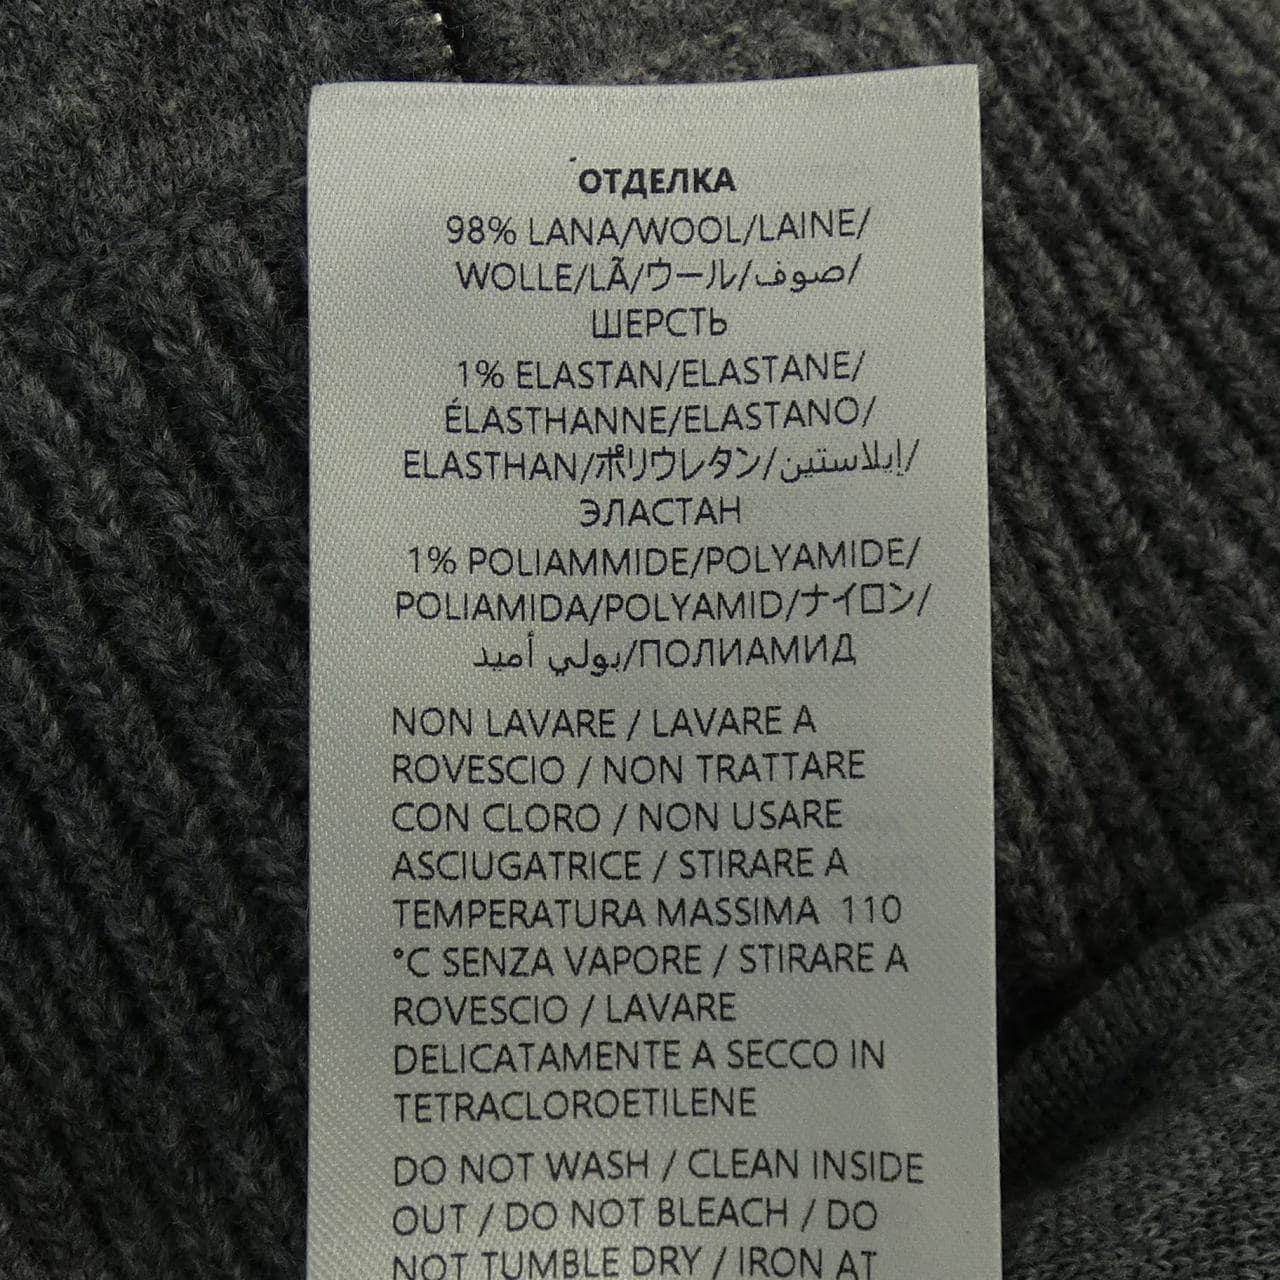 ОТДЕЛКА
98% LANA/WOOL/LAINE/
WOLLE/LÃ/ウール/صوف/
ШЕРСТЬ
1% ELASTAN/ELASTANE/
ÉLASTHANNE/ELASTANO/
ELASTHAN/ポリウレタン/إيلاستين/
ЭЛАСТАН
1% POLIAMMIDE/POLYAMIDE/
POLIAMIDA/POLYAMID/ナイロン/
بولي أميد/ПОЛИАМИД
NON LAVARE / LAVARE A
ROVESCIO / NON TRATTARE
CON CLORO / NON USARE
ASCIUGATRICE / STIRARE A
TEMPERATURA MASSIMA 110
°C SENZA VAPORE / STIRARE A
ROVESCIO / LAVARE
DELICATAMENTE A SECCO IN
TETRACLOROETILENE
DO NOT WASH / CLEAN INSIDE
OUT / DO NOT BLEACH / DO
NOT TUMBLE DRY / IRON AT